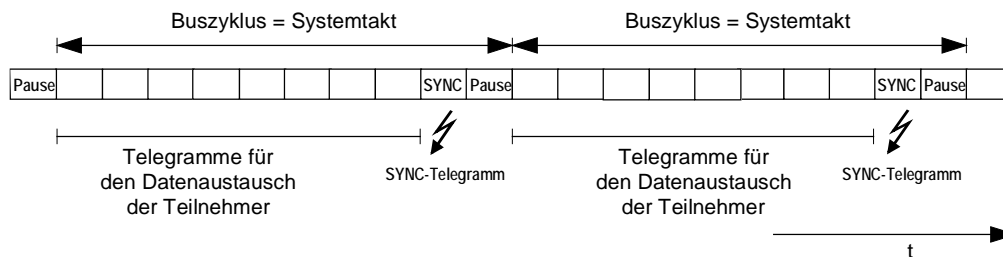 Buszyklus = Systemtakt
Buszyklus = Systemtakt
Pause
SYNC
Pause
SYNC
Pause
Telegramme für
den Datenaustausch
der Teilnehmer
SYNC-Telegramm
Telegramme für
den Datenaustausch
der Teilnehmer
SYNC-Telegramm
t